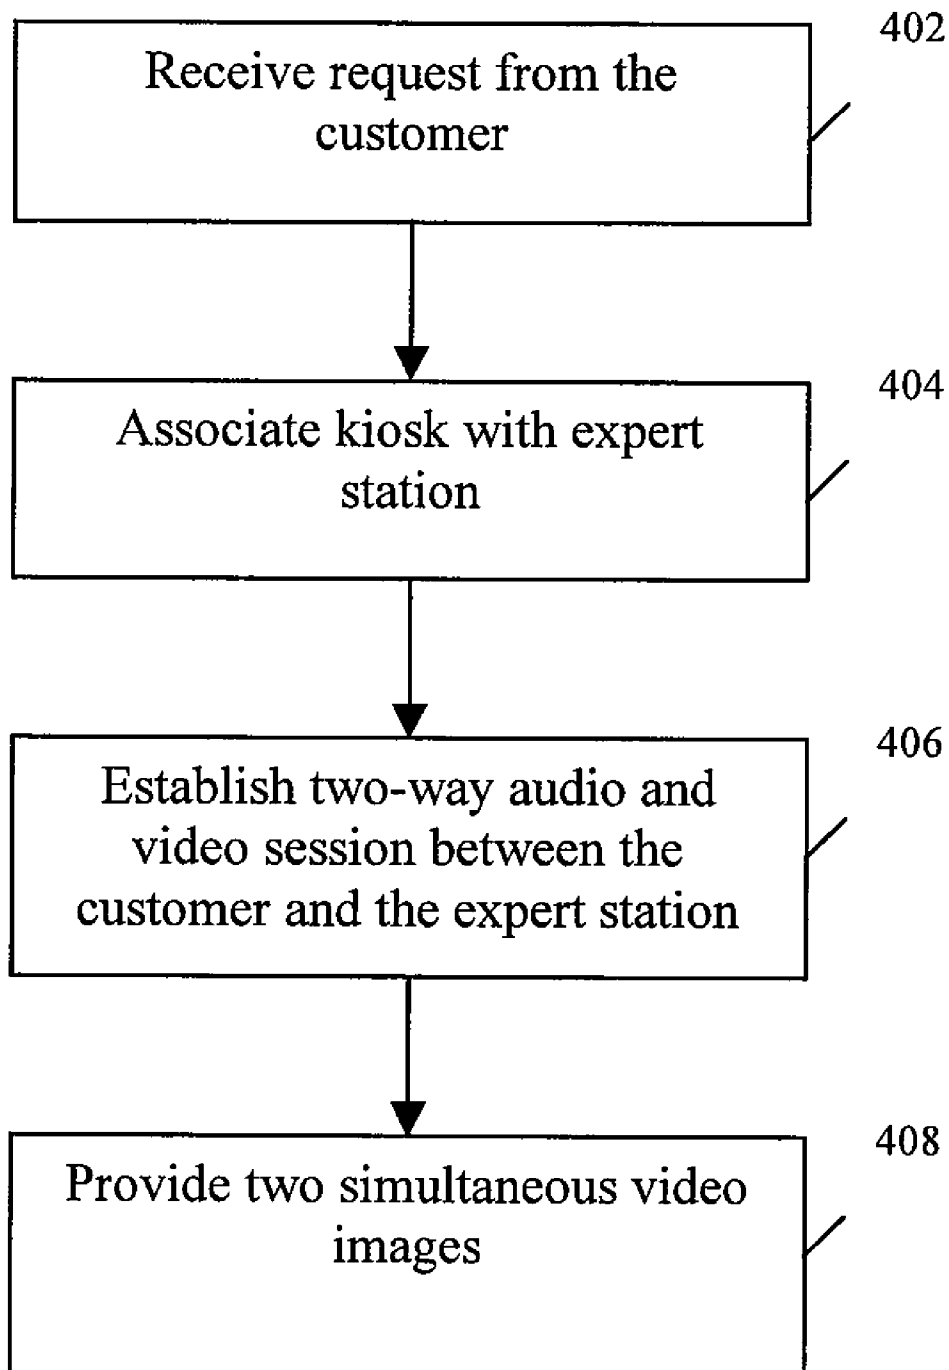 402
Receive request from the
customer
404
Associate kiosk with expert
station
406
Establish two-way audio and
video session between the
customer and the expert station
408
Provide two simultaneous video
images